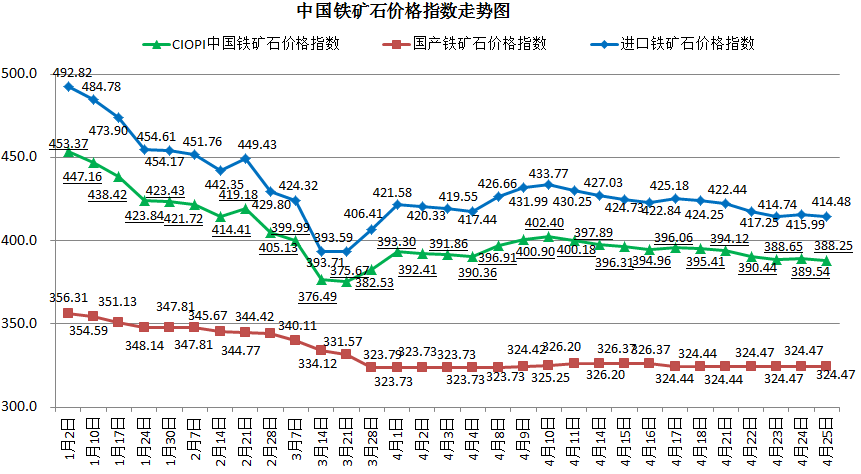 中国铁矿石价格指数走势图
CIOPI中国铁矿石价格指数 国产铁矿石价格指数 进口铁矿石价格指数
500.0
450.0
400.0
350.0
300.0
492.82 484.78 473.90 454.61 454.17 451.76 442.35 449.43 429.80 424.32 393.71 393.59 406.41 421.58 420.33 419.55 417.44 426.66 431.99 433.77 430.25 427.03 424.73 422.84 425.18 424.25 422.44 417.25 414.74 415.99 414.48
453.37 447.16 438.42 423.84 423.43 421.72 414.41 419.18 405.13 399.99 376.49 375.67 382.53 393.30 392.41 391.86 390.36 396.91 400.90 402.40 400.18 397.89 396.31 394.96 396.06 395.41 394.12 390.44 388.65 389.54 388.25
356.31 354.59 351.13 348.14 347.81 347.81 345.67 344.77 344.42 340.11 334.12 331.57 323.79 323.73 323.73 323.73 323.73 323.73 324.42 325.25 326.20 326.20 326.37 326.37 324.44 324.44 324.44 324.47 324.47 324.47 324.47
1月2日 1月10日 1月17日 1月24日 1月30日 2月7日 2月14日 2月21日 2月28日 3月7日 3月14日 3月21日 3月28日 4月1日 4月2日 4月3日 4月4日 4月8日 4月9日 4月10日 4月11日 4月14日 4月15日 4月16日 4月17日 4月18日 4月21日 4月22日 4月23日 4月24日 4月25日